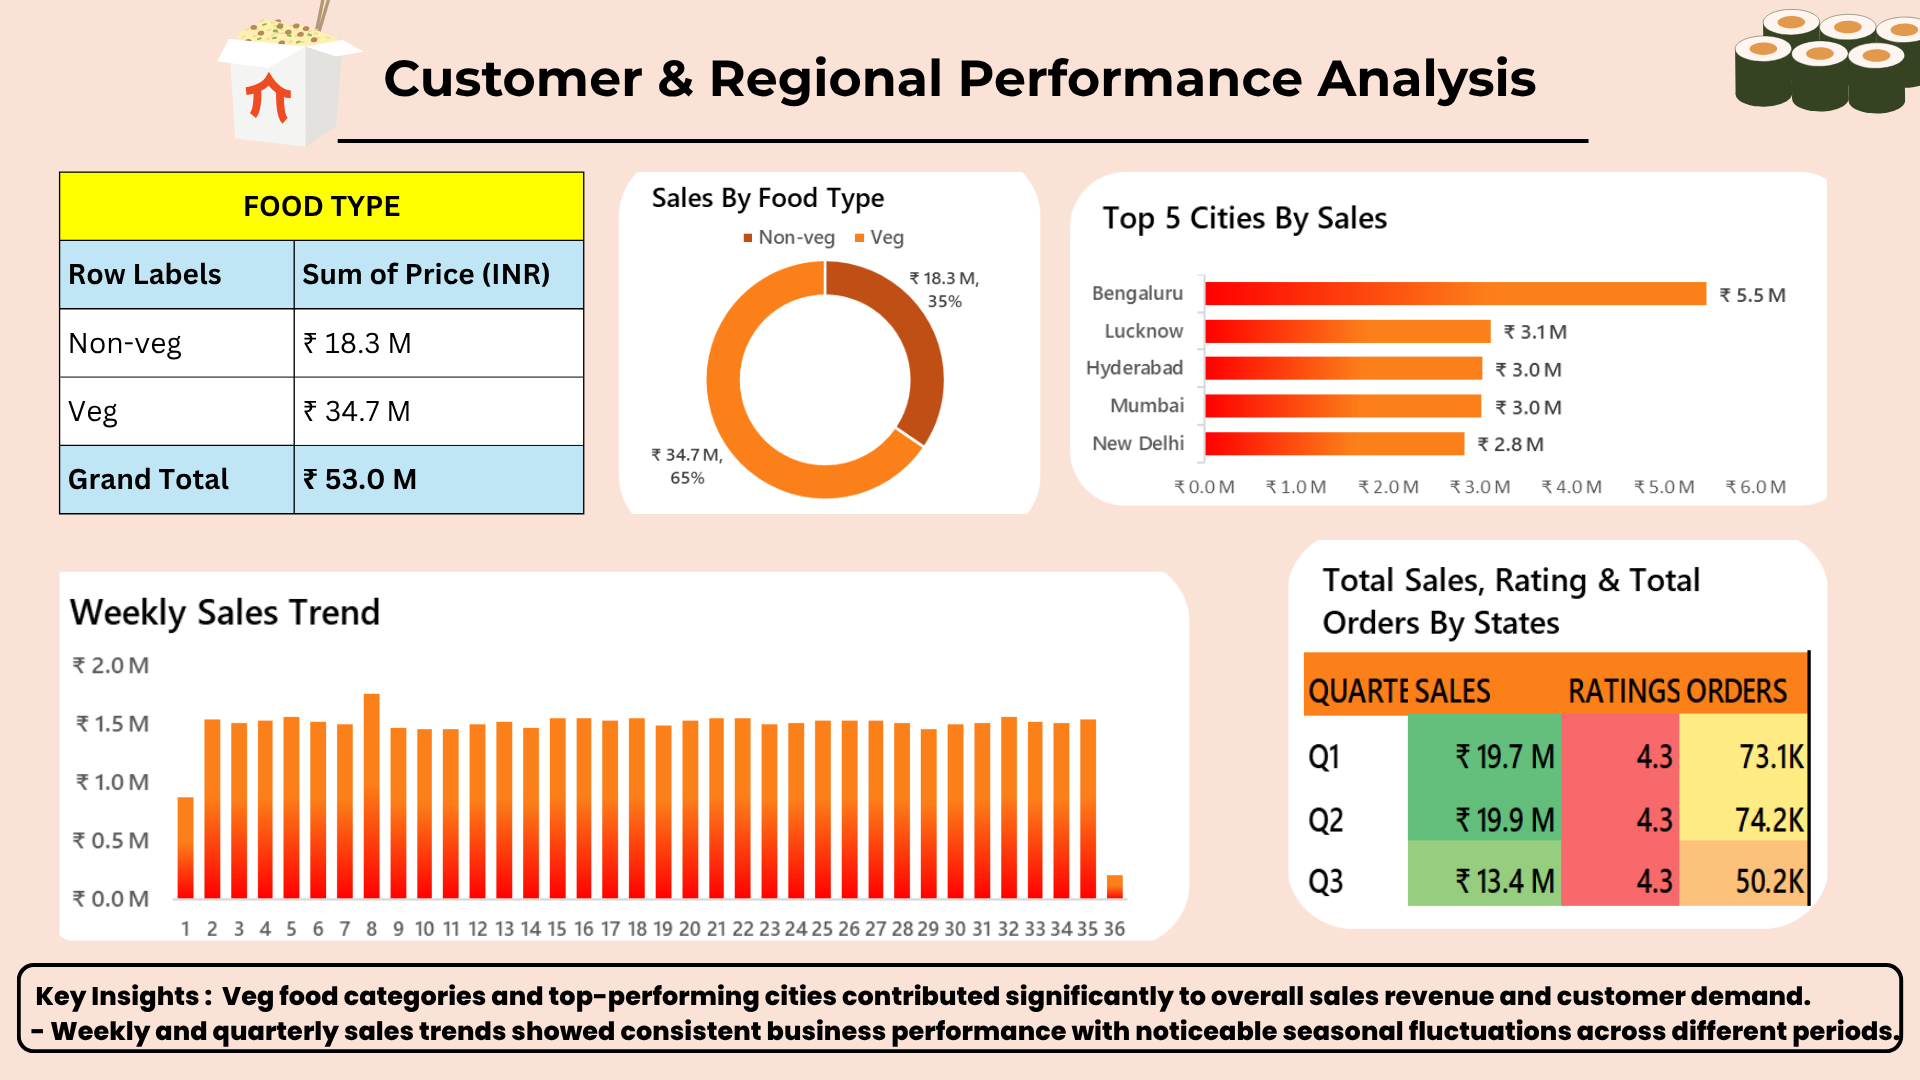 Customer & Regional Performance Analysis
FOOD TYPE
Row Labels Sum of Price (INR)
Non-veg ₹ 18.3 M
Veg ₹ 34.7 M
Grand Total ₹ 53.0 M
Sales By Food Type
Non-veg Veg
₹ 18.3 M,
35%
₹ 34.7 M,
65%
Top 5 Cities By Sales
Bengaluru ₹ 5.5 M
Lucknow ₹ 3.1 M
Hyderabad ₹ 3.0 M
Mumbai ₹ 3.0 M
New Delhi ₹ 2.8 M
₹ 0.0 M ₹ 1.0 M ₹ 2.0 M ₹ 3.0 M ₹ 4.0 M ₹ 5.0 M ₹ 6.0 M
Weekly Sales Trend
₹ 2.0 M
₹ 1.5 M
₹ 1.0 M
₹ 0.5 M
₹ 0.0 M
1 2 3 4 5 6 7 8 9 10 11 12 13 14 15 16 17 18 19 20 21 22 23 24 25 26 27 28 29 30 31 32 33 34 35 36
Total Sales, Rating & Total
Orders By States
QUARTE SALES RATINGS ORDERS
Q1 ₹ 19.7 M 4.3 73.1K
Q2 ₹ 19.9 M 4.3 74.2K
Q3 ₹ 13.4 M 4.3 50.2K
Key Insights : Veg food categories and top-performing cities contributed significantly to overall sales revenue and customer demand.
- Weekly and quarterly sales trends showed consistent business performance with noticeable seasonal fluctuations across different periods.